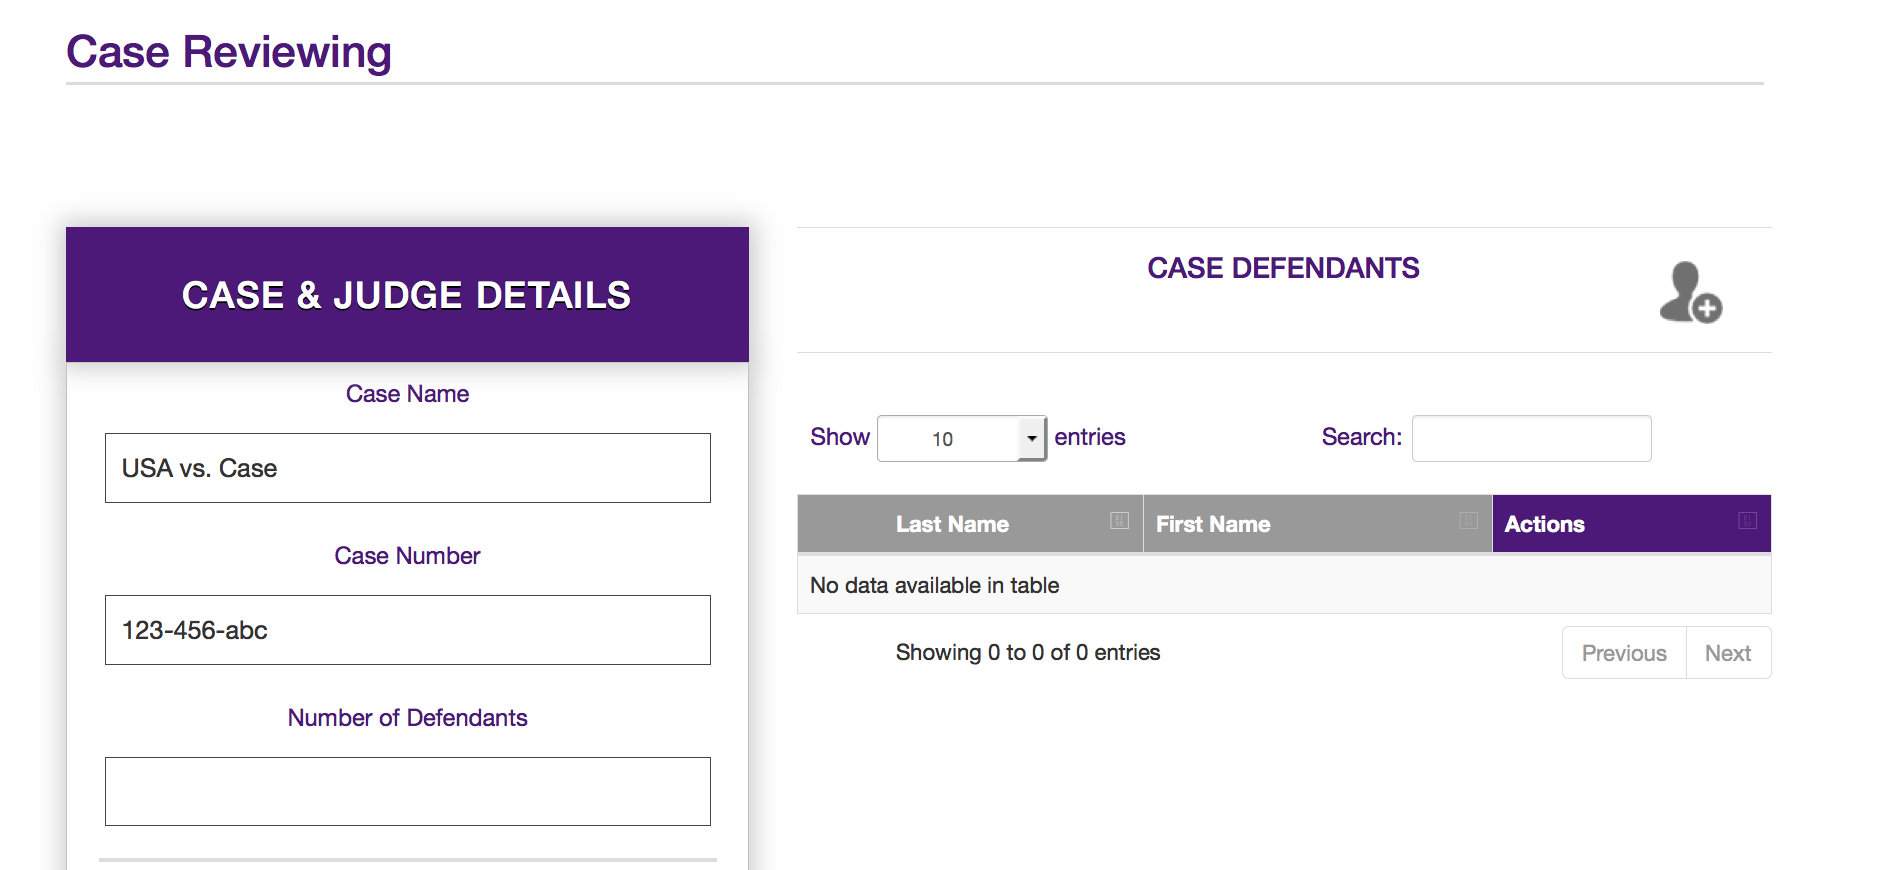 Case Reviewing
CASE & JUDGE DETAILS
Case Name
USA vs. Case
Case Number
123-456-abc
Number of Defendants
CASE DEFENDANTS
Show 10 entries Search:
Last Name First Name Actions
No data available in table
Showing 0 to 0 of 0 entries Previous Next